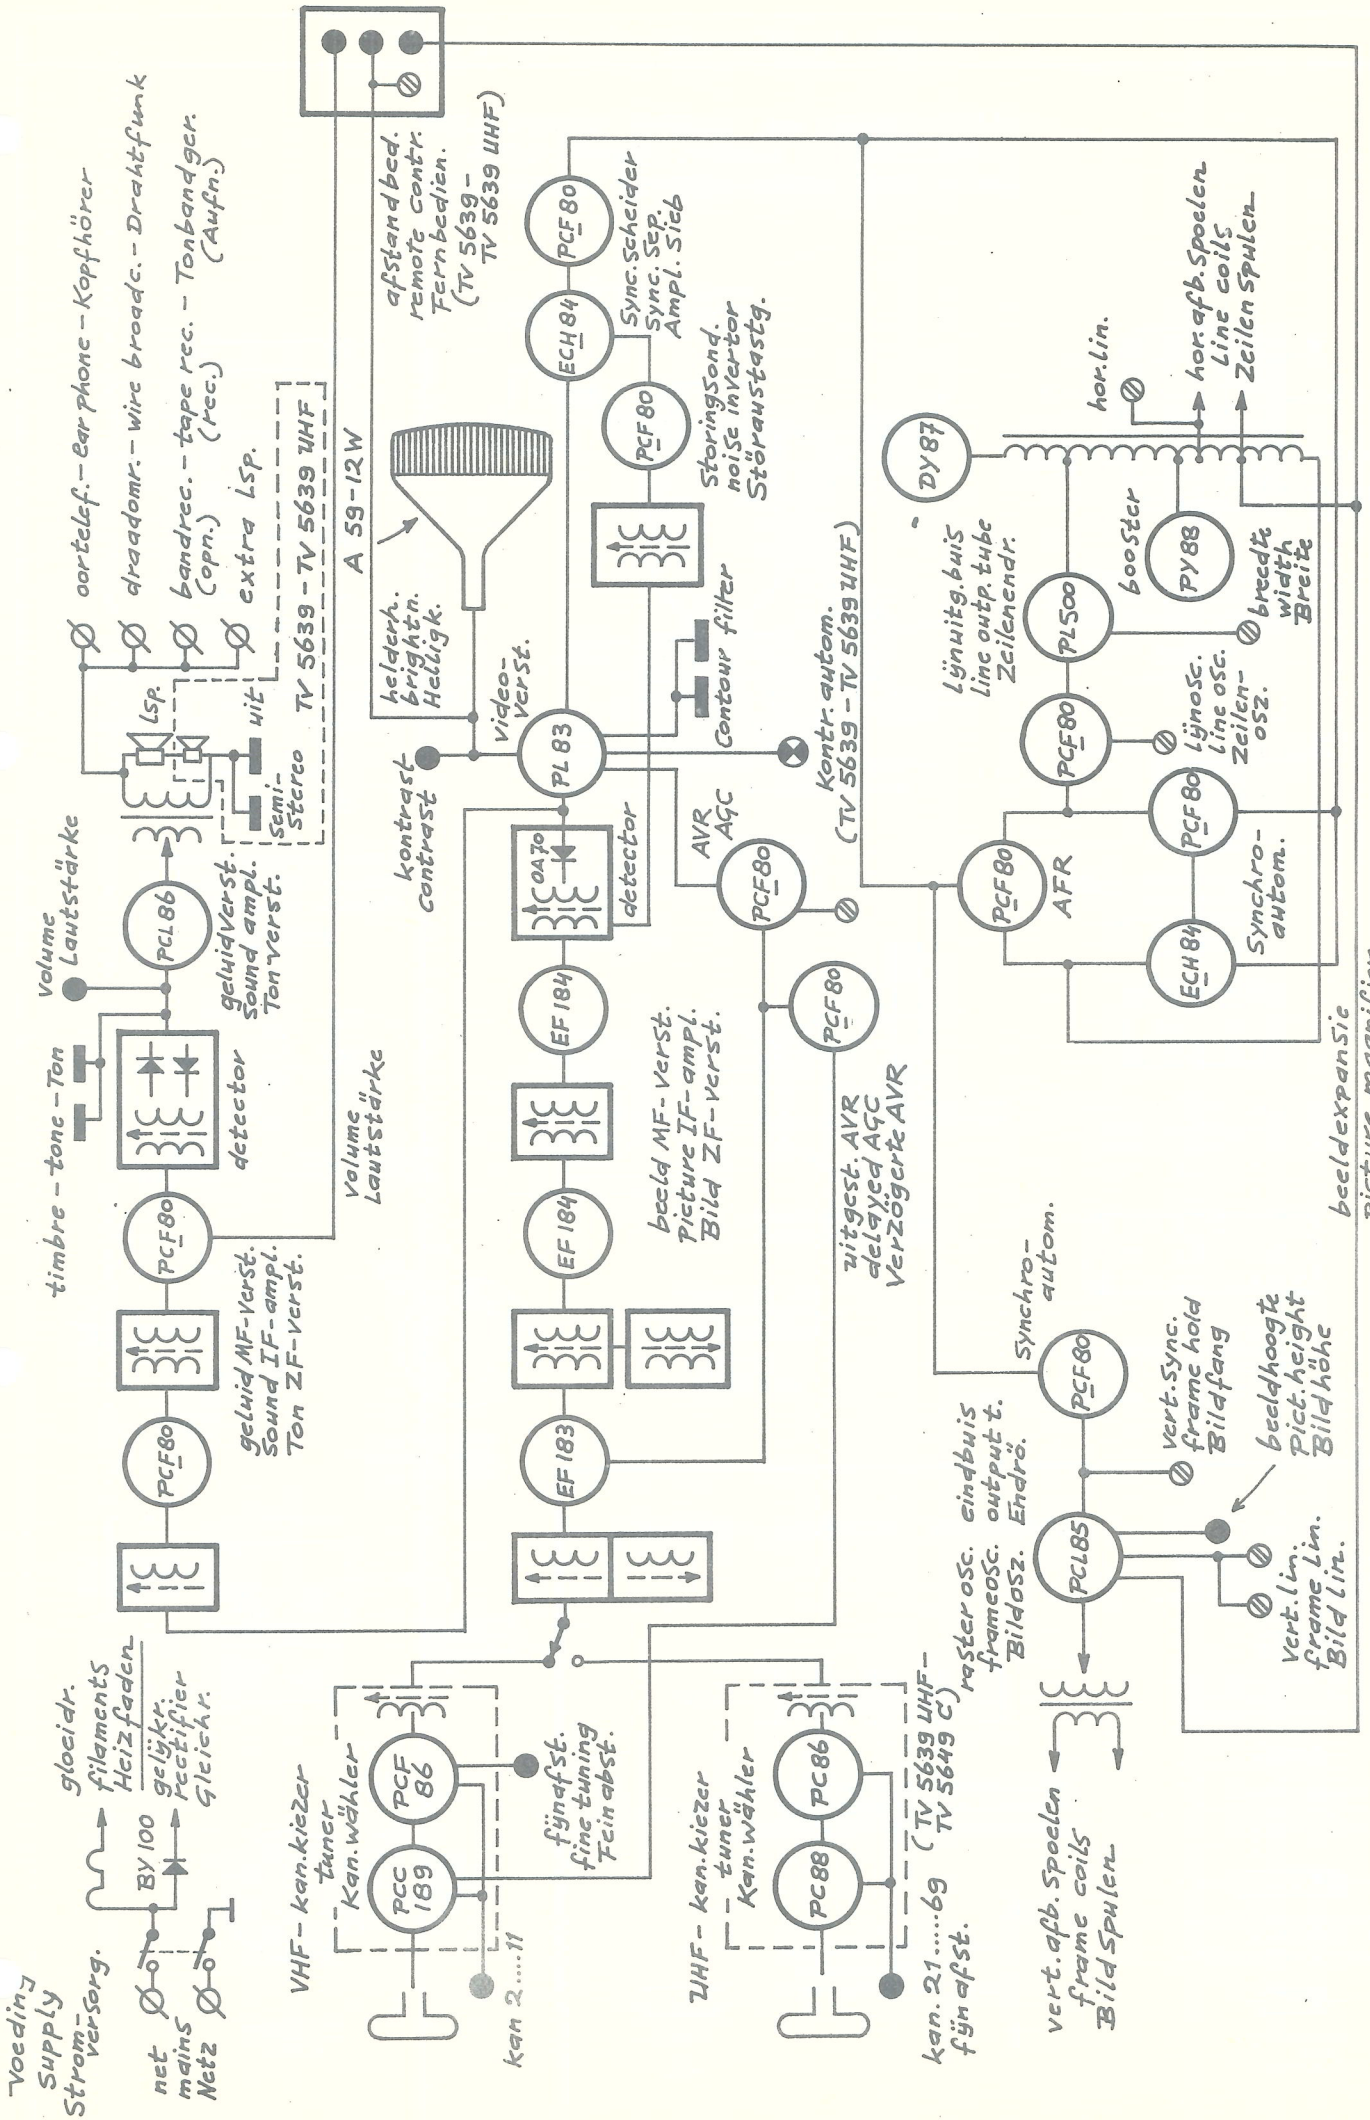 voeding
supply
Strom-
versorg.
net
mains
Netz
gloeidr.
filaments
Heizfaden
BY 100
gelijkr.
rectifier
Gleichr.
timbre-tone-Ton
volume
Lautstärke
PCF80
PCF80
detector
PCL86
geluid MF-verst.
Sound IF-ampl.
Ton ZF-verst.
geluidverst.
Sound ampl.
Tonverst.
Lsp.
semi-
stereo
uit
oortelef.-Ear phone-Kopfhörer
draadomr.-wire broadc.-Drahtfunk
bandrec.-tape rec.-Tonbandger.
(opn.) (rec.) (Aufn.)
extra Lsp.
TV 5639-TV 5639 UHF
volume
Lautstärke
A 59-12W
afstandbed.
remote contr.
Fernbedien.
(TV 5639-
TV 5639 UHF)
VHF-kan.kiezer
tuner
Kan.wähler
PCC
189
PCF
86
kan 2....11
fijnafst.
fine tuning
Feinabst.
kontrast
contrast
helderh.
brightn.
Helligk.
video-
verst.
EF183
EF184
EF184
OA70
detector
PL83
ECH84
PCF80
Sync.scheider
Sync. Sep.
Ampl. Sieb
PCF80
Storingsond.
noise invertor
Störaustastg.
Contour filter
beeld MF-verst.
Picture IF-ampl.
Bild ZF-verst.
AVR
AGC
PCF80
Kontr.autom.
(TV 5639-TV 5639 UHF)
PCF80
uitgest. AVR
delayed AGC
Verzögerte AVR
UHF-kan.kiezer
tuner
Kan.wähler
PC88
PC86
kan. 21.....69
fijnafst.
(TV 5639 UHF-
TV 5649 C)
raster osc. eindbuis
frameosc. output t.
Bildosz. Endrö.
PCL85
PCF80
Synchro-
autom.
vert.sync.
frame hold
Bildfang
beeldhoogte
Pict.height
Bildhöhe
vert.lin.
frame Lin.
Bild Lin.
vert.afb.spoelen
frame coils
Bildspulen
PCF80
AFR
ECH84
PCF80
Synchro-
autom.
PCF80
lijnosc.
line osc.
Zeilen-
osz.
PL500
lijnuitg.buis
line outp.tube
Zeilenendr.
DY87
booster
PY88
breedte
width
Breite
hor.lin.
hor.afb.spoelen
Line coils
Zeilenspulen
beeldexpansie